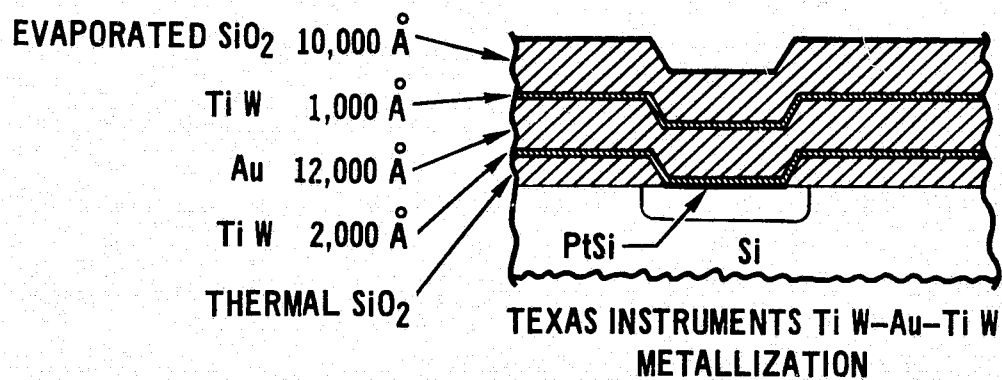 EVAPORATED SiO₂ 10,000 Å
Ti W 1,000 Å
Au 12,000 Å
Ti W 2,000 Å
THERMAL SiO₂
PtSi
Si
TEXAS INSTRUMENTS Ti W–Au–Ti W
METALLIZATION